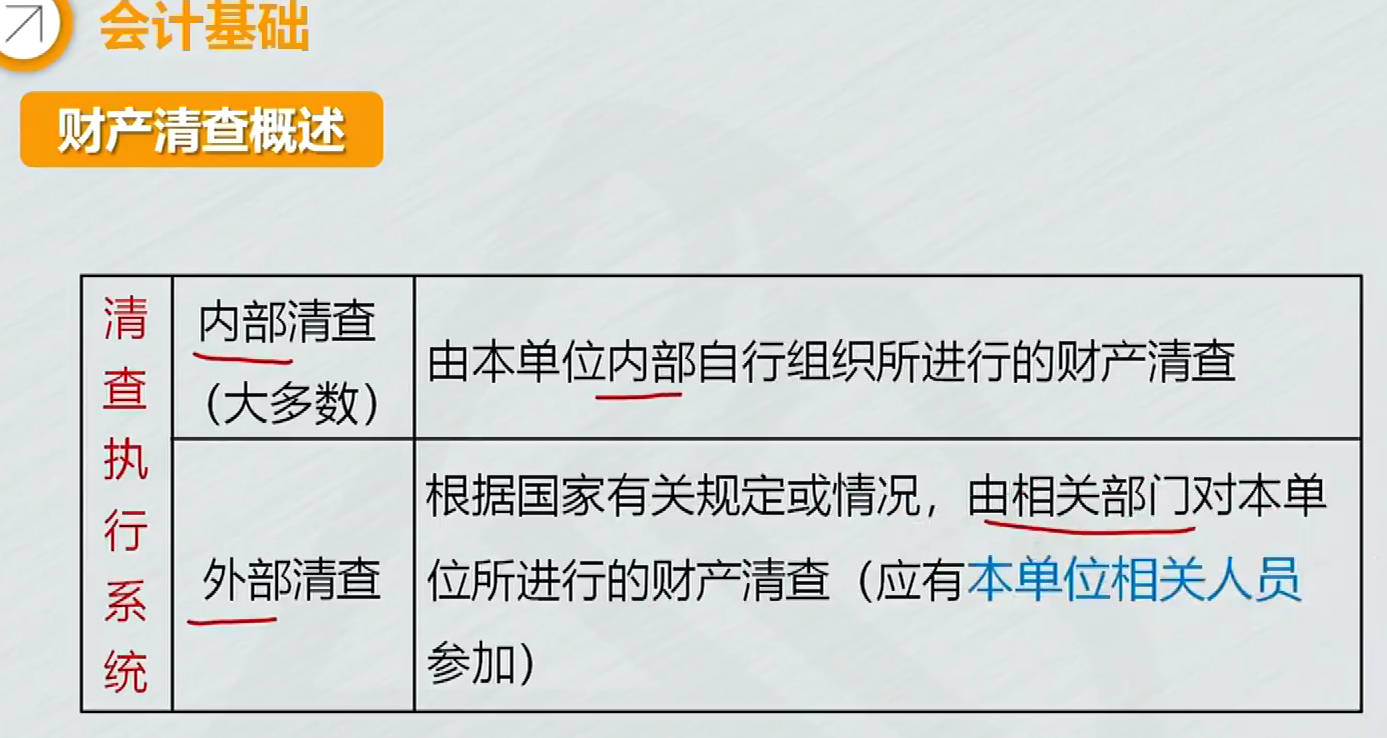 会计基础
财产清查概述
清查执行系统
内部清查
（大多数）
由本单位内部自行组织所进行的财产清查
外部清查
根据国家有关规定或情况，由相关部门对本单
位所进行的财产清查（应有本单位相关人员
参加）